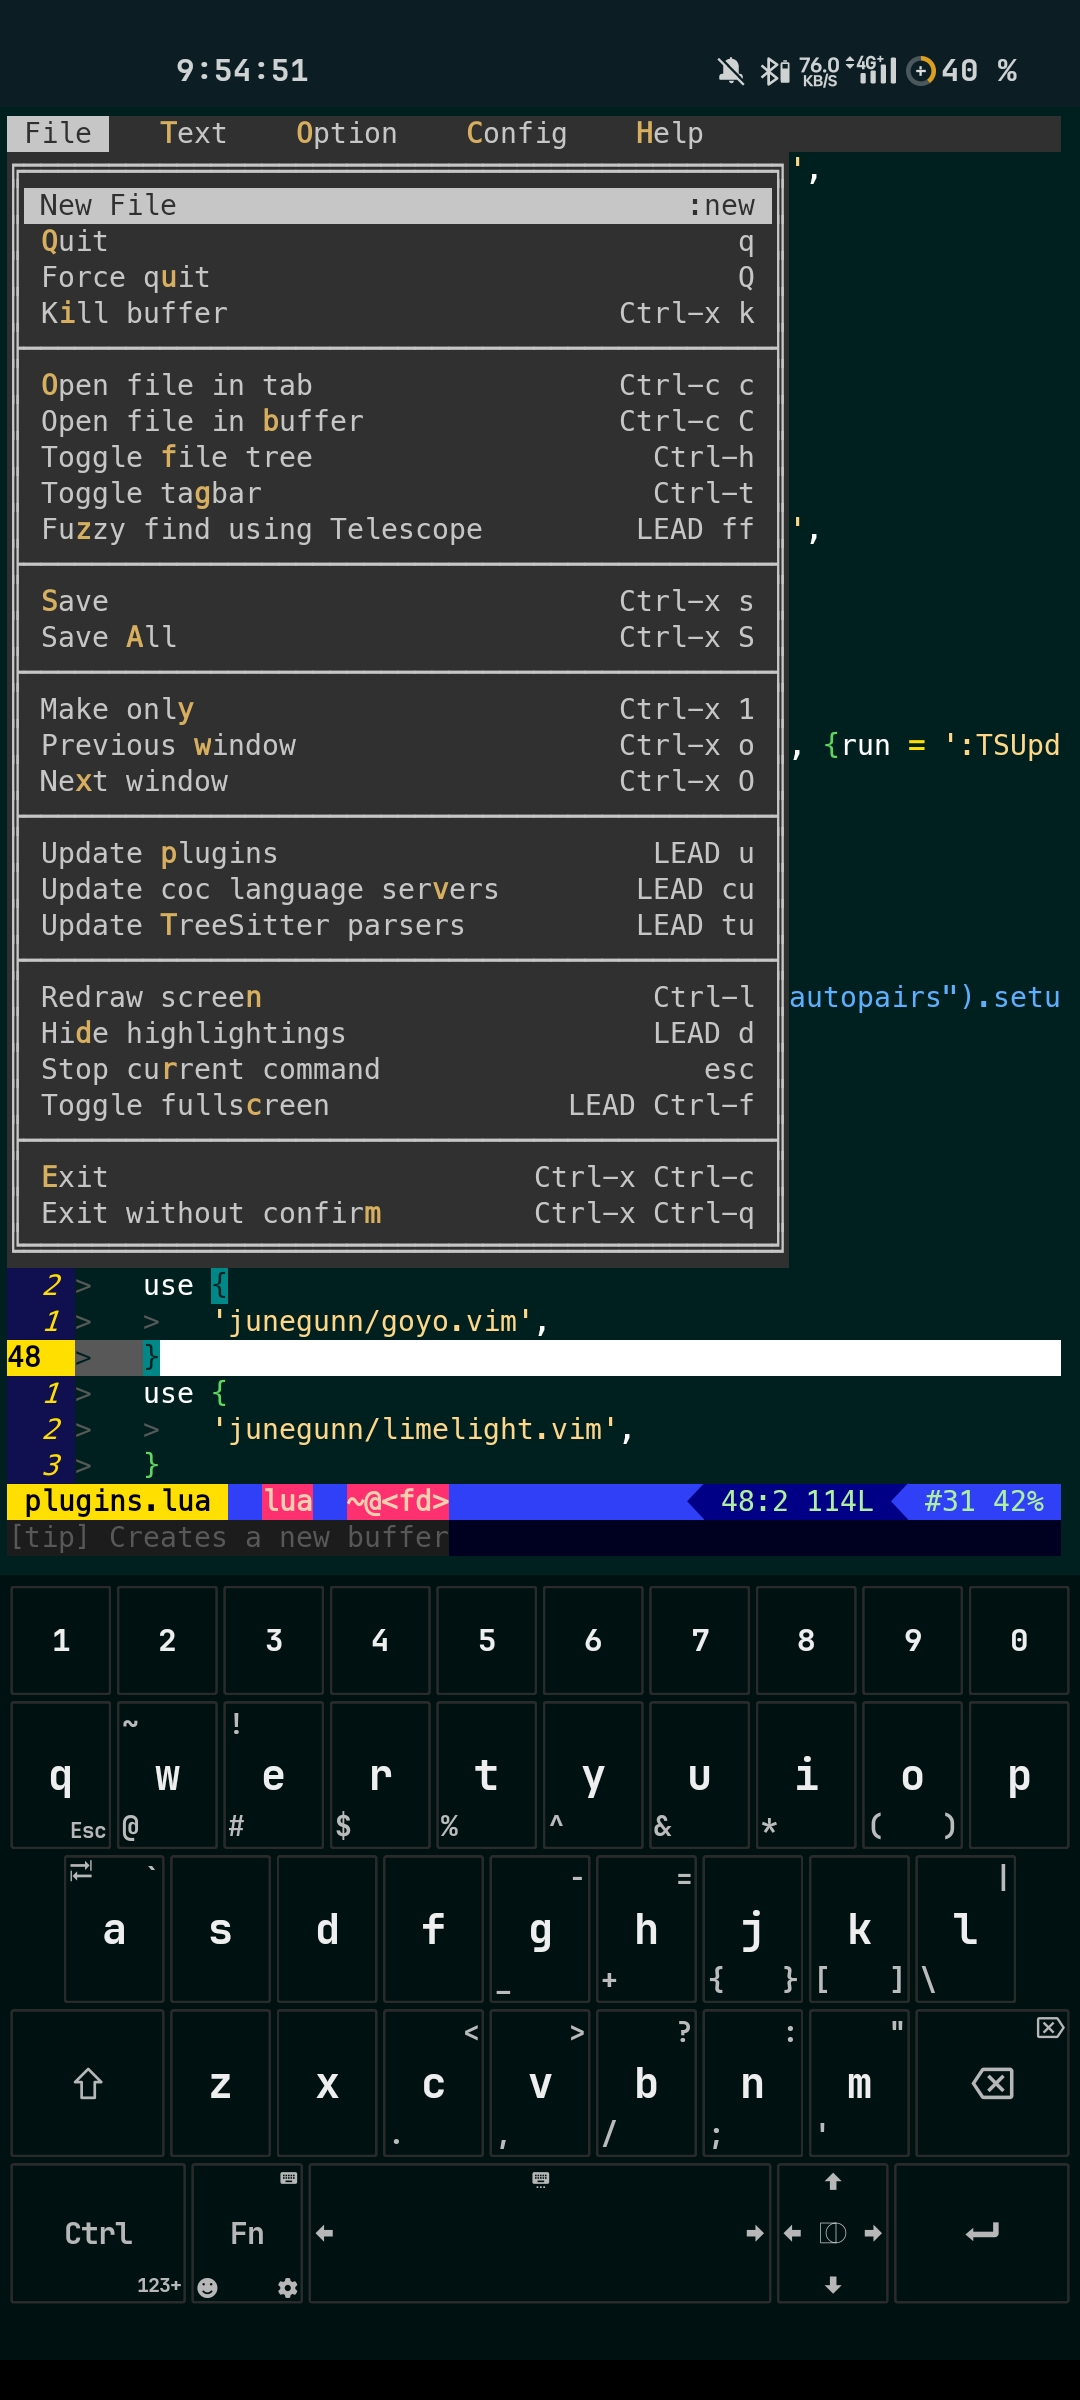 9:54:51 76.0 KB/S 4G+ 40 %
File Text Option Config Help
',
New File :new
Quit q
Force quit Q
Kill buffer Ctrl-x k
Open file in tab Ctrl-c c
Open file in buffer Ctrl-c C
Toggle file tree Ctrl-h
Toggle tagbar Ctrl-t
Fuzzy find using Telescope LEAD ff ',
Save Ctrl-x s
Save All Ctrl-x S
Make only Ctrl-x 1
Previous window Ctrl-x o , {run = ':TSUpd
Next window Ctrl-x O
Update plugins LEAD u
Update coc language servers LEAD cu
Update TreeSitter parsers LEAD tu
Redraw screen Ctrl-l autopairs").setu
Hide highlightings LEAD d
Stop current command esc
Toggle fullscreen LEAD Ctrl-f
Exit Ctrl-x Ctrl-c
Exit without confirm Ctrl-x Ctrl-q
2 > use {
1 > > 'junegunn/goyo.vim',
48 > }
1 > use {
2 > > 'junegunn/limelight.vim',
3 > }
plugins.lua lua ~@<fd> 48:2 114L #31 42%
[tip] Creates a new buffer
1 2 3 4 5 6 7 8 9 0
~ !
q w e r t y u i o p
Esc @ # $ % ^ & * ( )
` - = |
a s d f g h j k l
_ + { } [ ] \
< > ? : "
z x c v b n m
. , / ; '
Ctrl Fn
123+